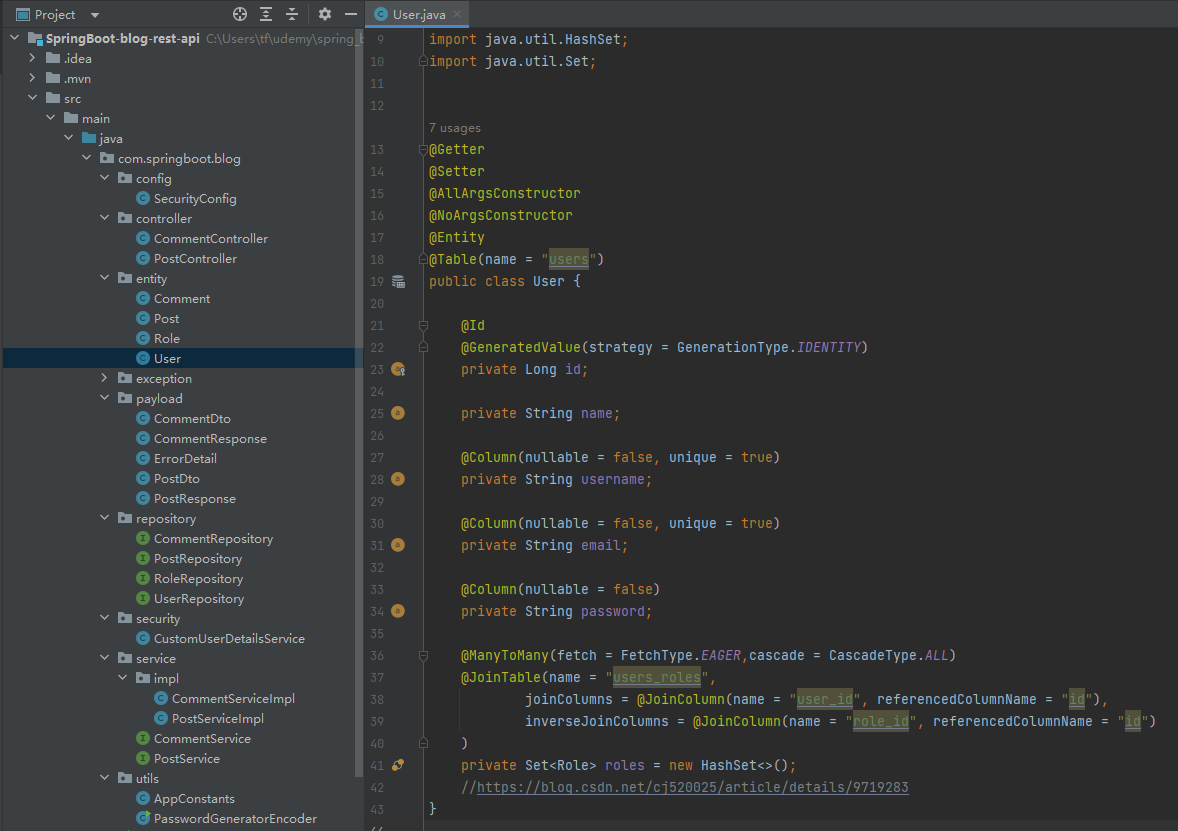 Project
SpringBoot-blog-rest-api C:\Users\tf\udemy\spring_b
.idea
.mvn
src
main
java
com.springboot.blog
config
SecurityConfig
controller
CommentController
PostController
entity
Comment
Post
Role
User
exception
payload
CommentDto
CommentResponse
ErrorDetail
PostDto
PostResponse
repository
CommentRepository
PostRepository
RoleRepository
UserRepository
security
CustomUserDetailsService
service
impl
CommentServiceImpl
PostServiceImpl
CommentService
PostService
utils
AppConstants
PasswordGeneratorEncoder
User.java
9 import java.util.HashSet;
10 import java.util.Set;
11
12
7 usages
13 @Getter
14 @Setter
15 @AllArgsConstructor
16 @NoArgsConstructor
17 @Entity
18 @Table(name = "users")
19 public class User {
20
21 @Id
22 @GeneratedValue(strategy = GenerationType.IDENTITY)
23 private Long id;
24
25 private String name;
26
27 @Column(nullable = false, unique = true)
28 private String username;
29
30 @Column(nullable = false, unique = true)
31 private String email;
32
33 @Column(nullable = false)
34 private String password;
35
36 @ManyToMany(fetch = FetchType.EAGER,cascade = CascadeType.ALL)
37 @JoinTable(name = "users_roles",
38 joinColumns = @JoinColumn(name = "user_id", referencedColumnName = "id"),
39 inverseJoinColumns = @JoinColumn(name = "role_id", referencedColumnName = "id")
40 )
41 private Set<Role> roles = new HashSet<>();
42 //https://blog.csdn.net/cj520025/article/details/9719283
43 }